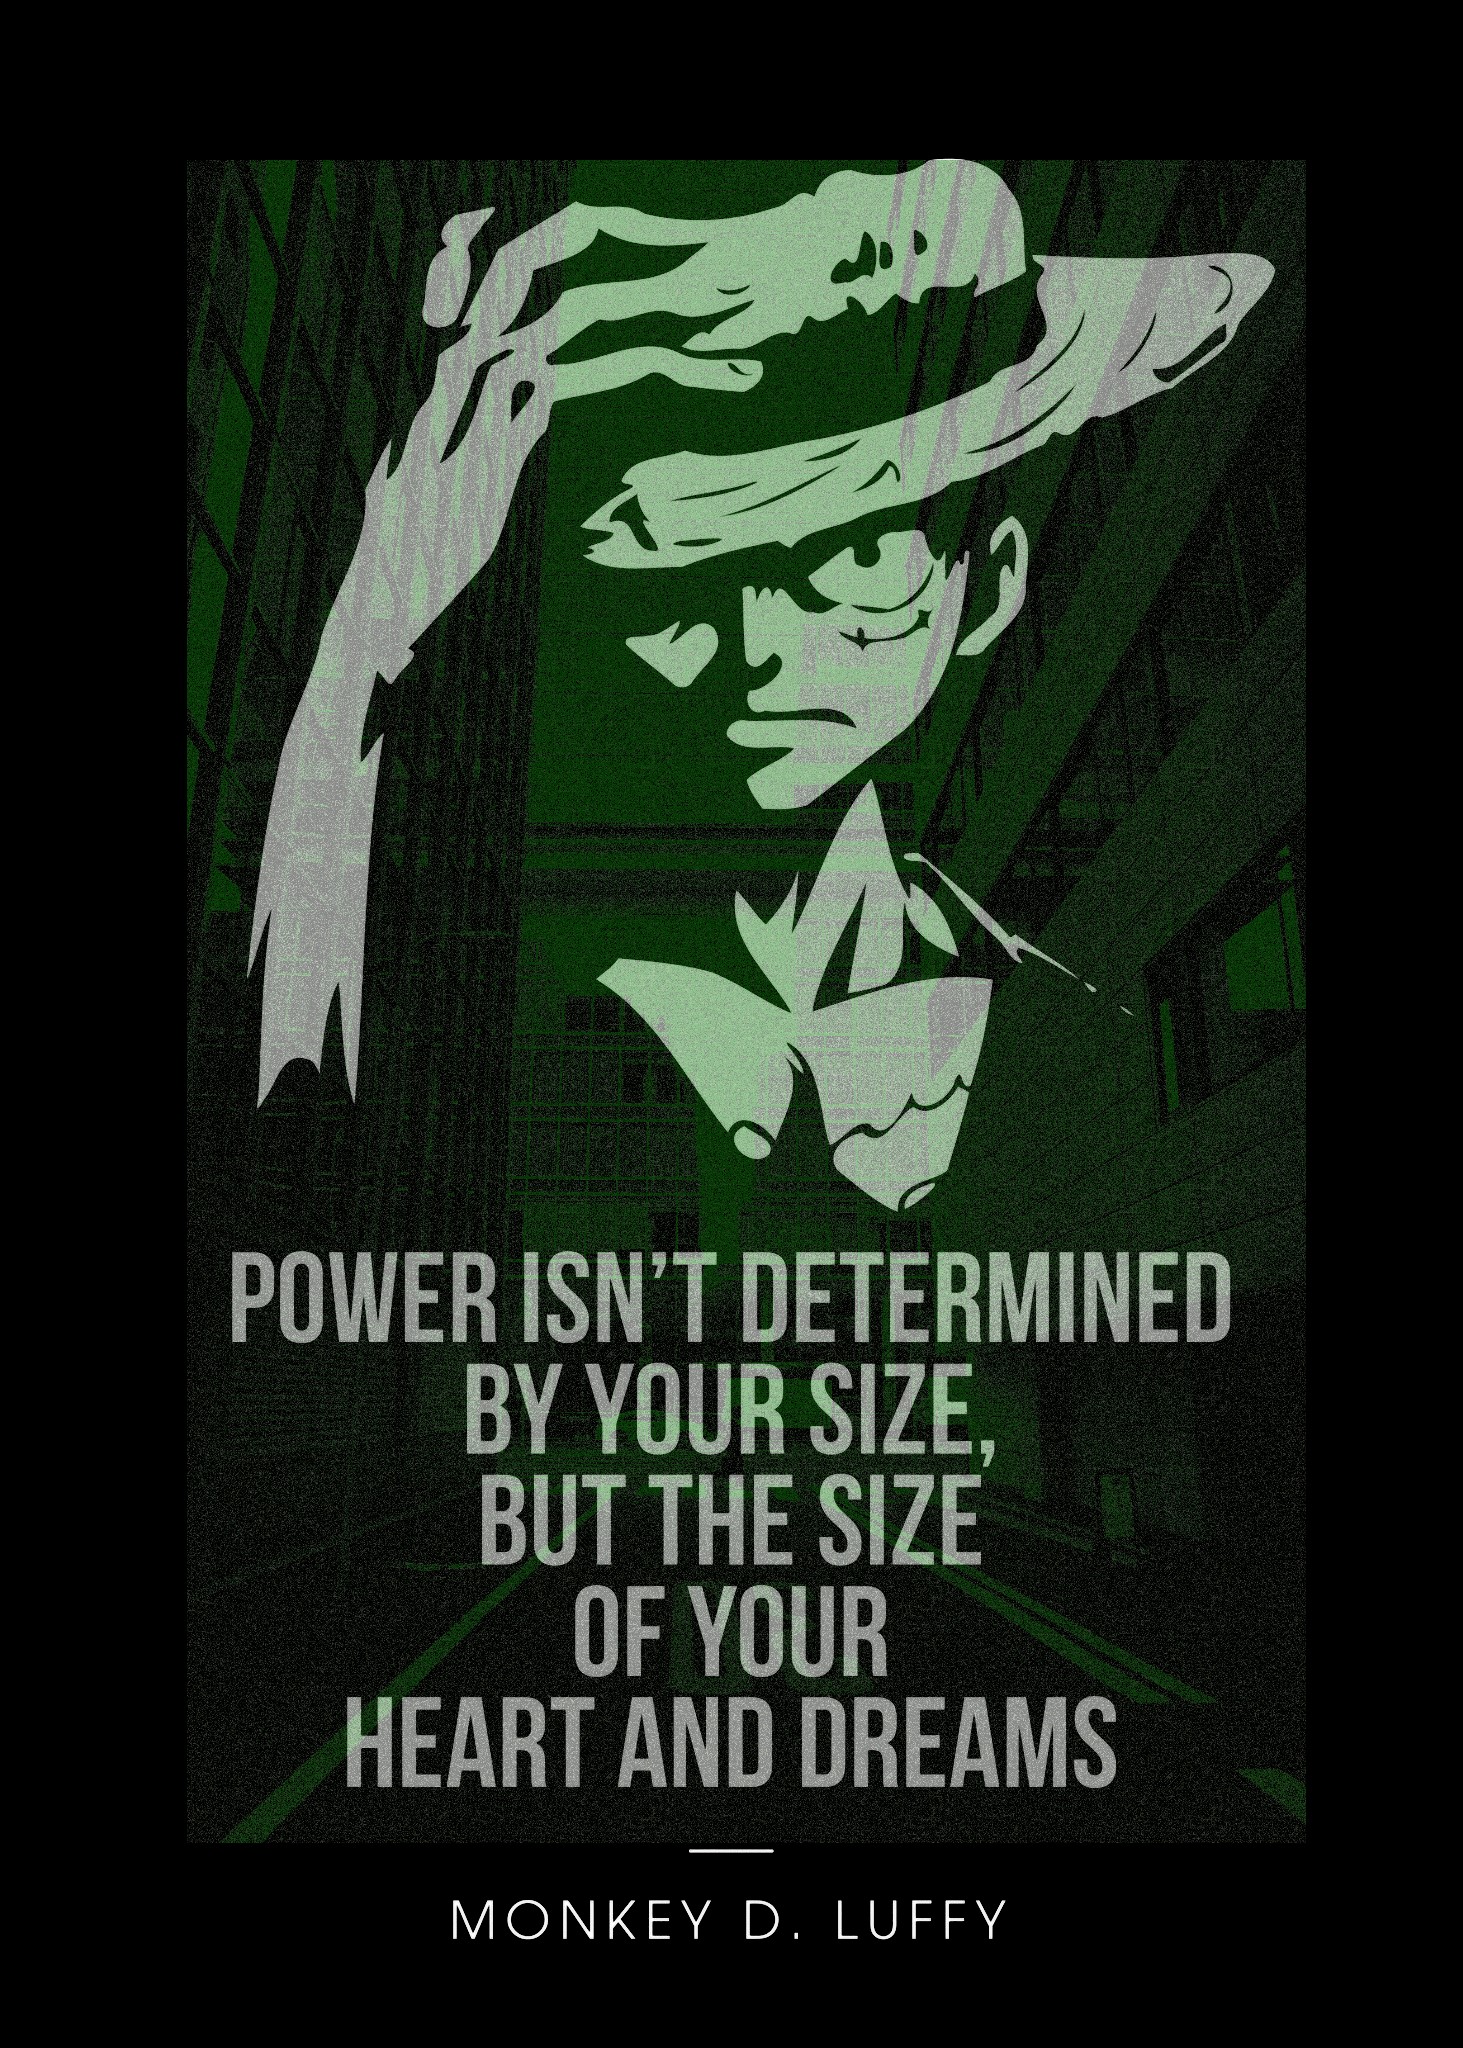 POWER ISN’T DETERMINED
BY YOUR SIZE,
BUT THE SIZE
OF YOUR
HEART AND DREAMS
MONKEY D. LUFFY